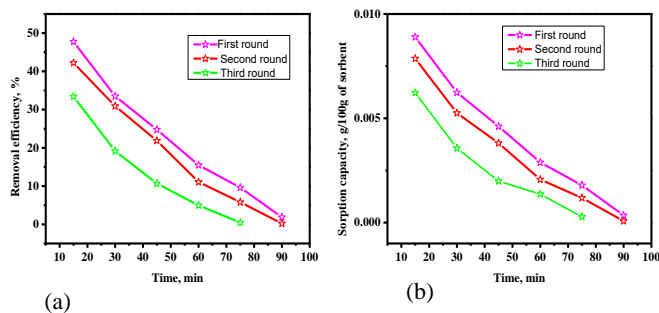 50
40
30
20
10
0
Removal efficiency, %
First round
Second round
Third round
10 20 30 40 50 60 70 80 90 100
Time, min
(a)
0.010
0.005
0.000
Sorption capacity, g/100g of sorbent
First round
Second round
Third round
10 20 30 40 50 60 70 80 90 100
Time, min
(b)